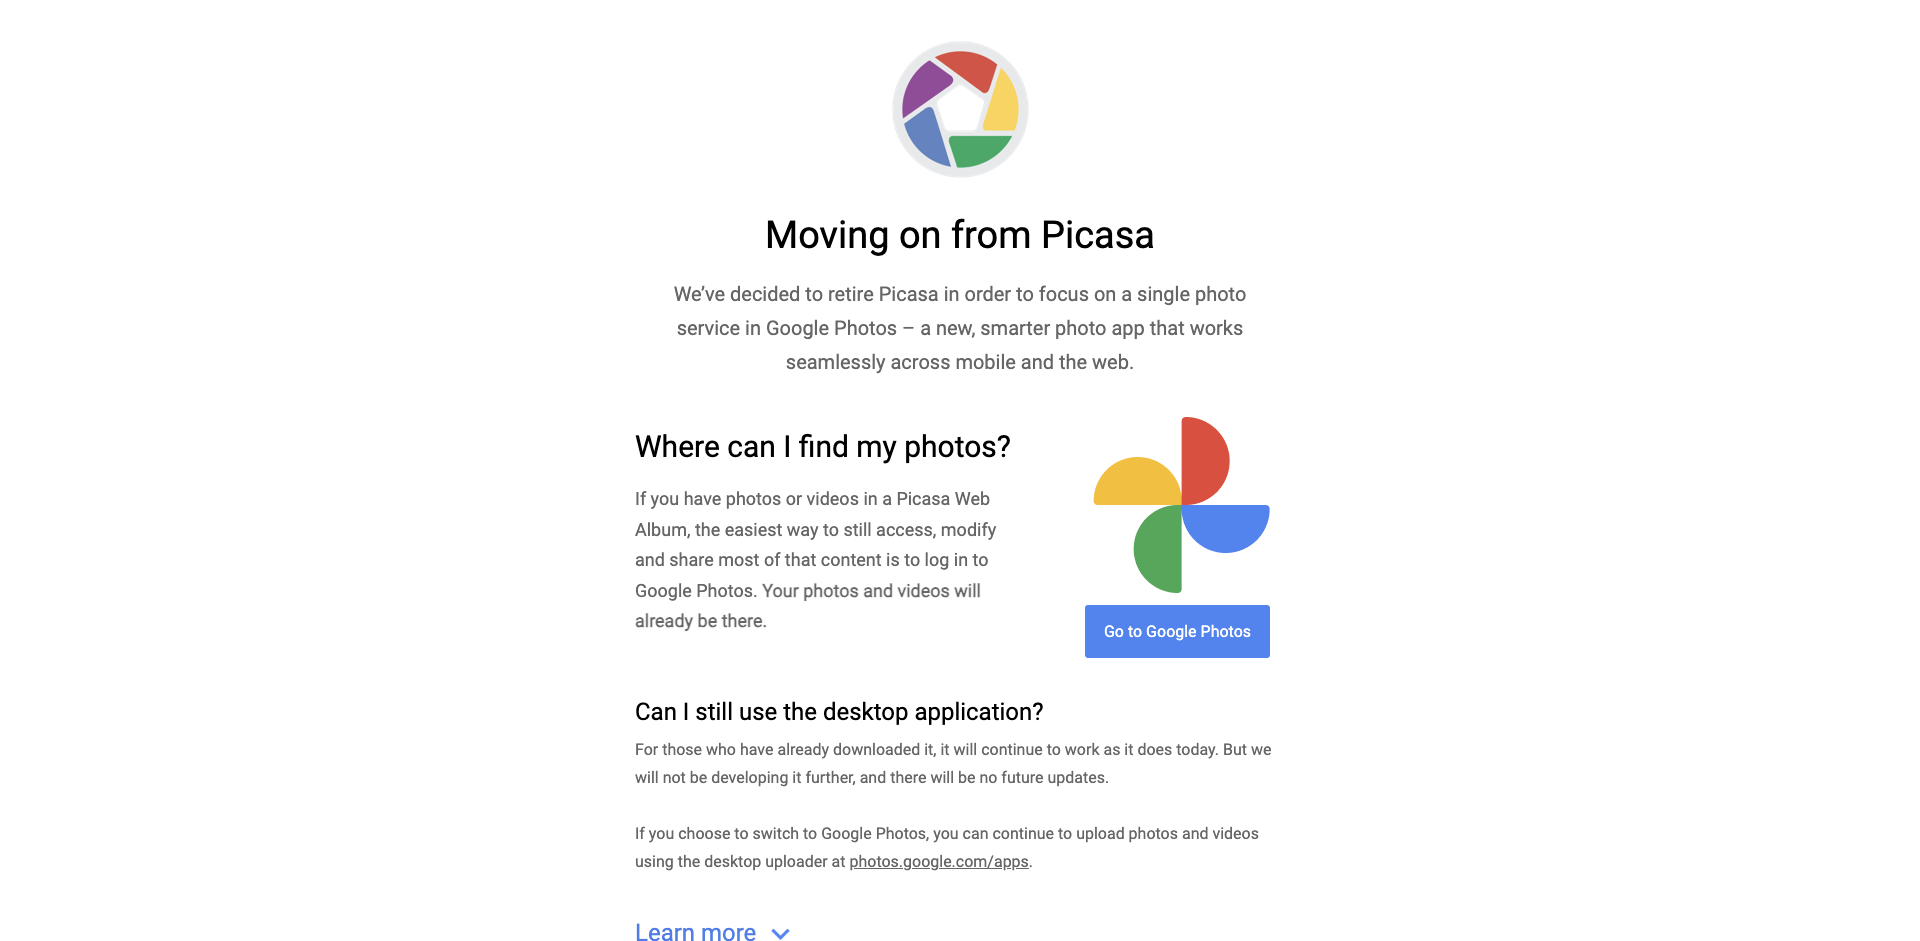 Moving on from Picasa
We’ve decided to retire Picasa in order to focus on a single photo
service in Google Photos – a new, smarter photo app that works
seamlessly across mobile and the web.
Where can I find my photos?
If you have photos or videos in a Picasa Web
Album, the easiest way to still access, modify
and share most of that content is to log in to
Google Photos. Your photos and videos will
already be there.
Go to Google Photos
Can I still use the desktop application?
For those who have already downloaded it, it will continue to work as it does today. But we
will not be developing it further, and there will be no future updates.
If you choose to switch to Google Photos, you can continue to upload photos and videos
using the desktop uploader at photos.google.com/apps.
Learn more